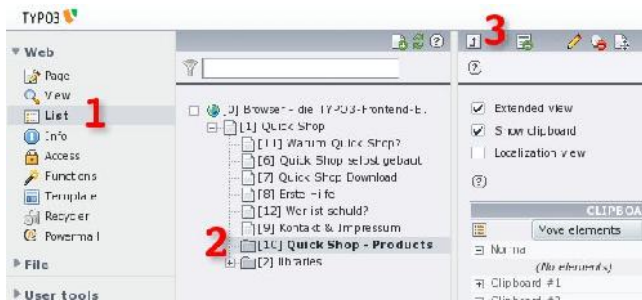 TYPO3
Web
Page
View
List
Info
Access
Functions
Template
Recycler
Powermail
File
User tools
1
[0] Browser - die TYPO3-Frontend-E.
[1] Quick Shop
[11] Warum Quick Shop?
[6] Quick Shop selbst gebaut
[7] Quick Shop Download
[8] Erste Hilfe
[12] Wer ist schuld?
[9] Kontakt & Impressum
[10] Quick Shop - Products
[2] libraries
2
3
Extended view
Show clipboard
Localization view
CLIPBOA
Move elements
Normal
(No elements)
Clipboard #1
Clipboard #2